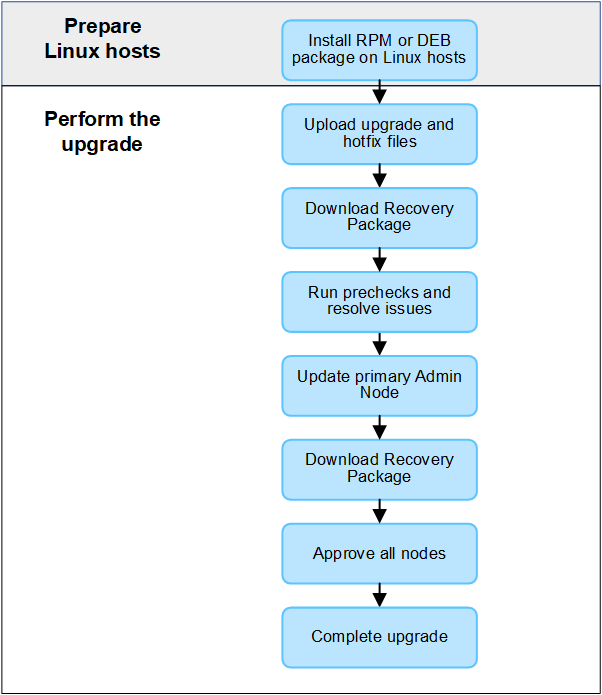 Prepare
Linux hosts
Install RPM or DEB
package on Linux hosts
Perform the
upgrade
Upload upgrade and
hotfix files
Download Recovery
Package
Run prechecks and
resolve issues
Update primary Admin
Node
Download Recovery
Package
Approve all nodes
Complete upgrade